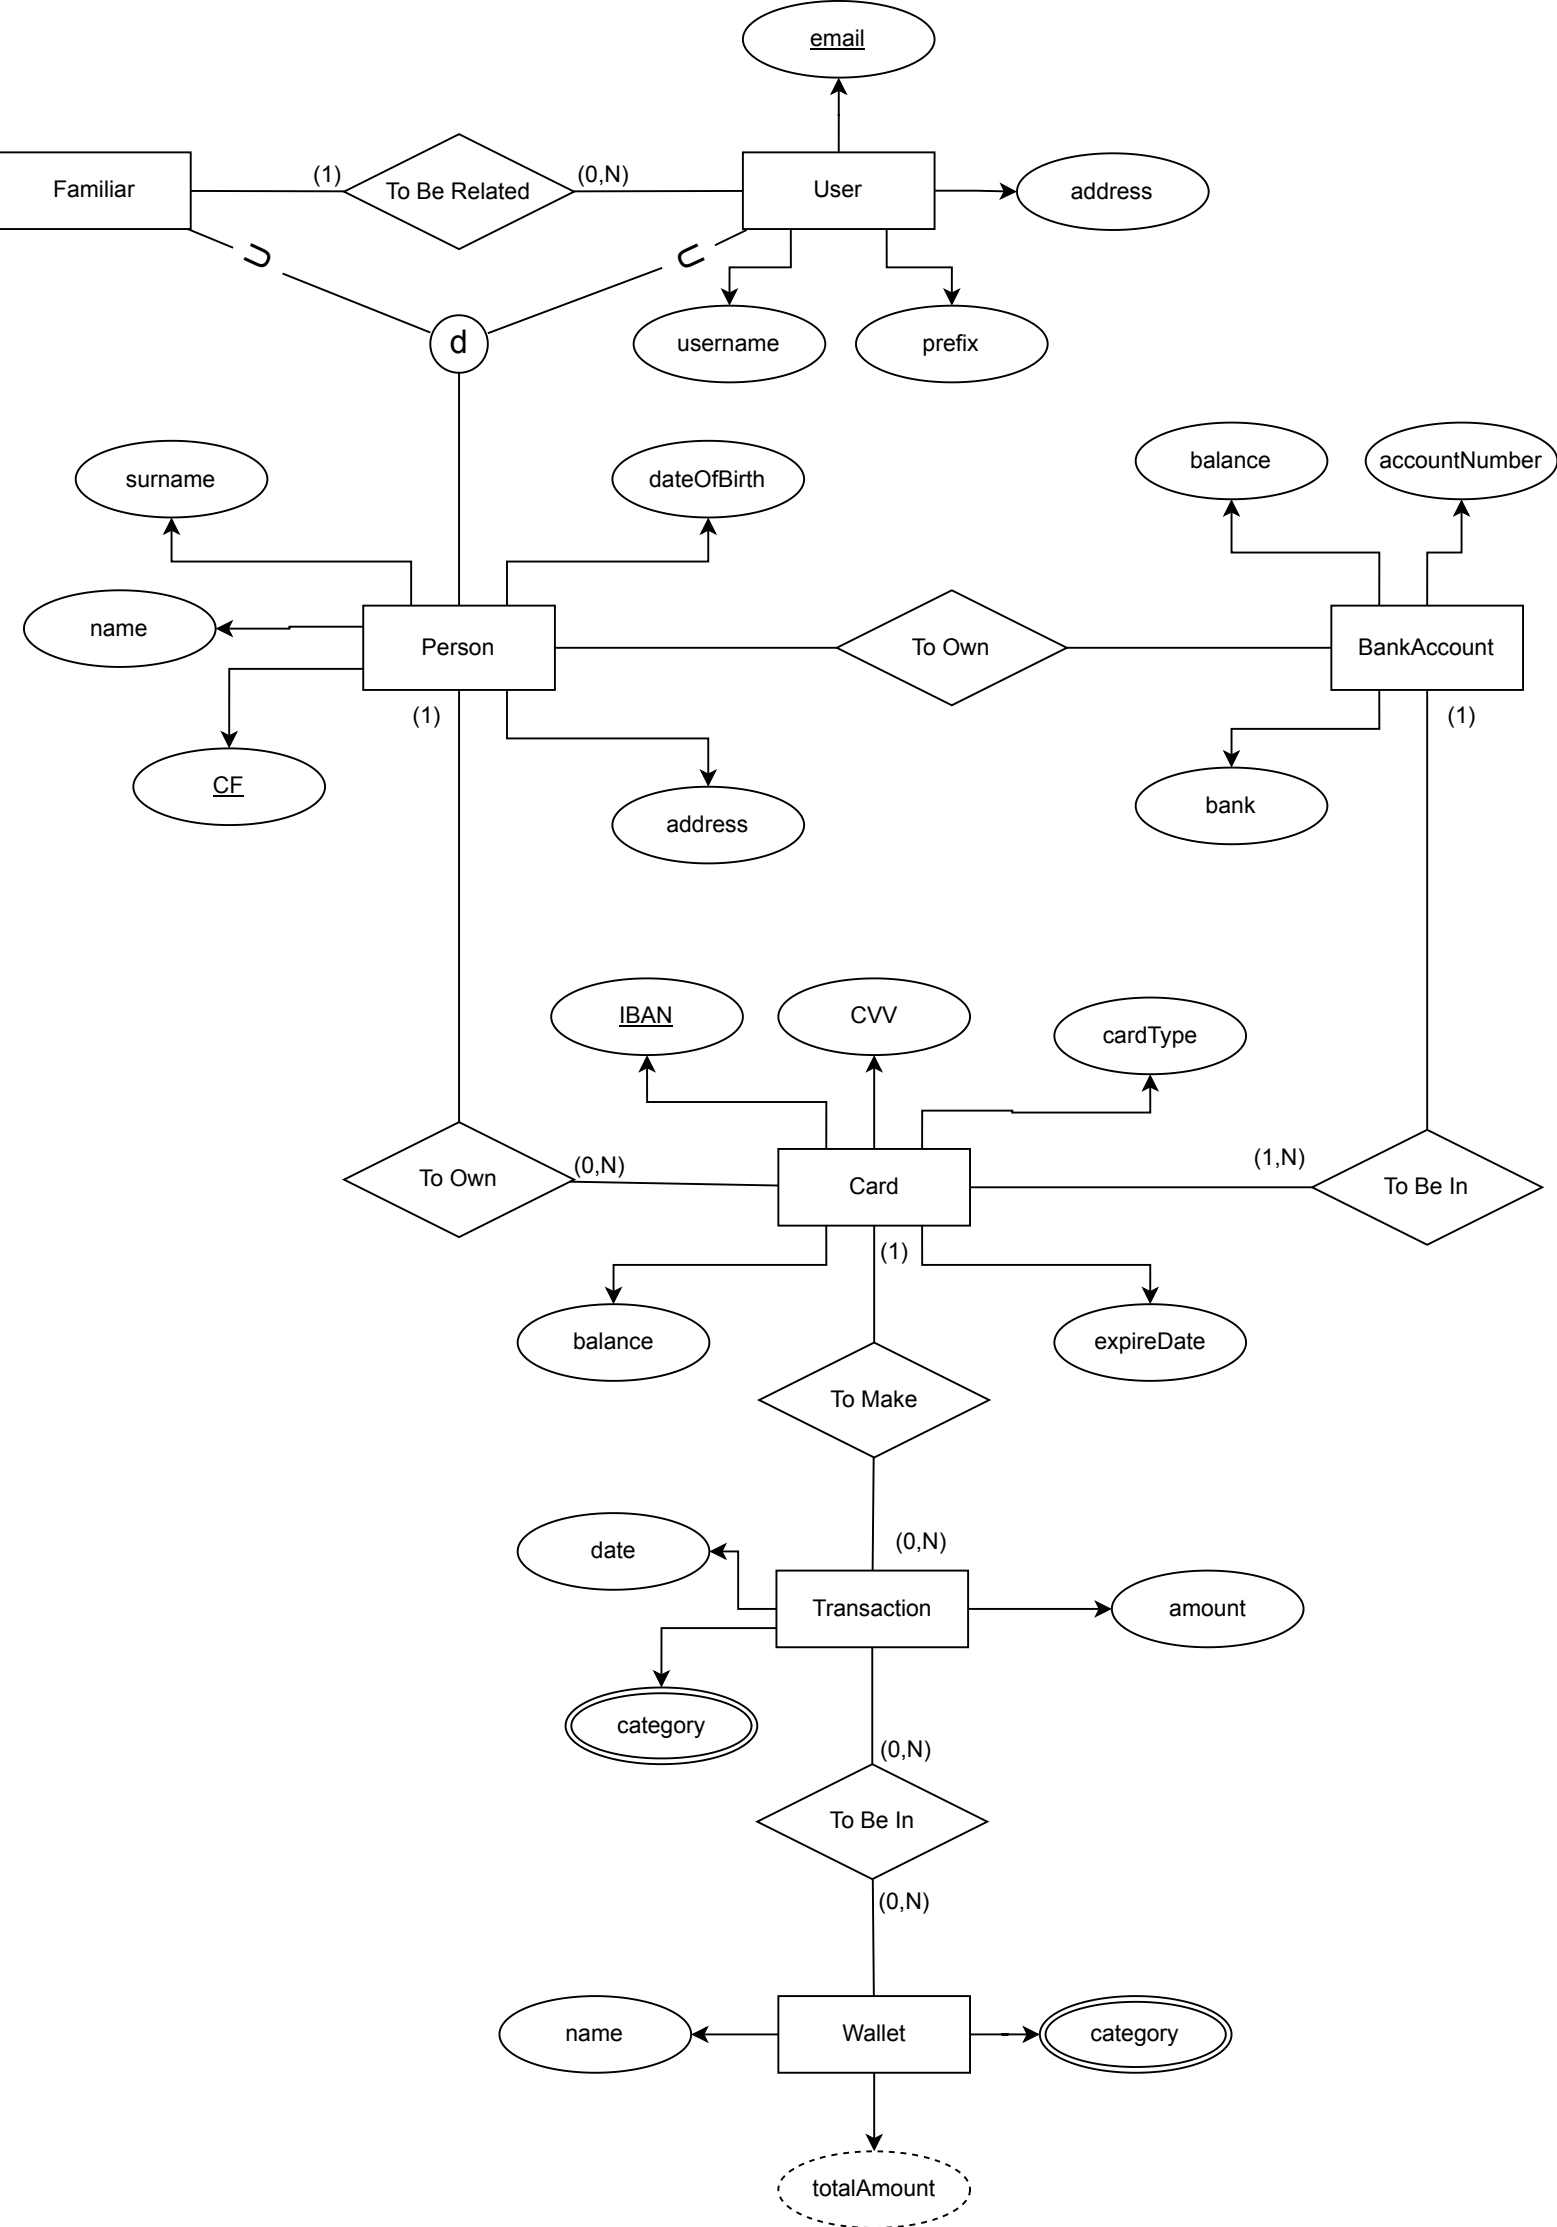 email
Familiar
(1)
To Be Related
(0,N)
User
address
d
username
prefix
surname
dateOfBirth
balance
accountNumber
name
Person
To Own
BankAccount
(1)
(1)
CF
address
bank
IBAN
CVV
cardType
To Own
(0,N)
Card
(1,N)
To Be In
(1)
balance
expireDate
To Make
(0,N)
date
Transaction
amount
category
(0,N)
To Be In
(0,N)
name
Wallet
category
totalAmount